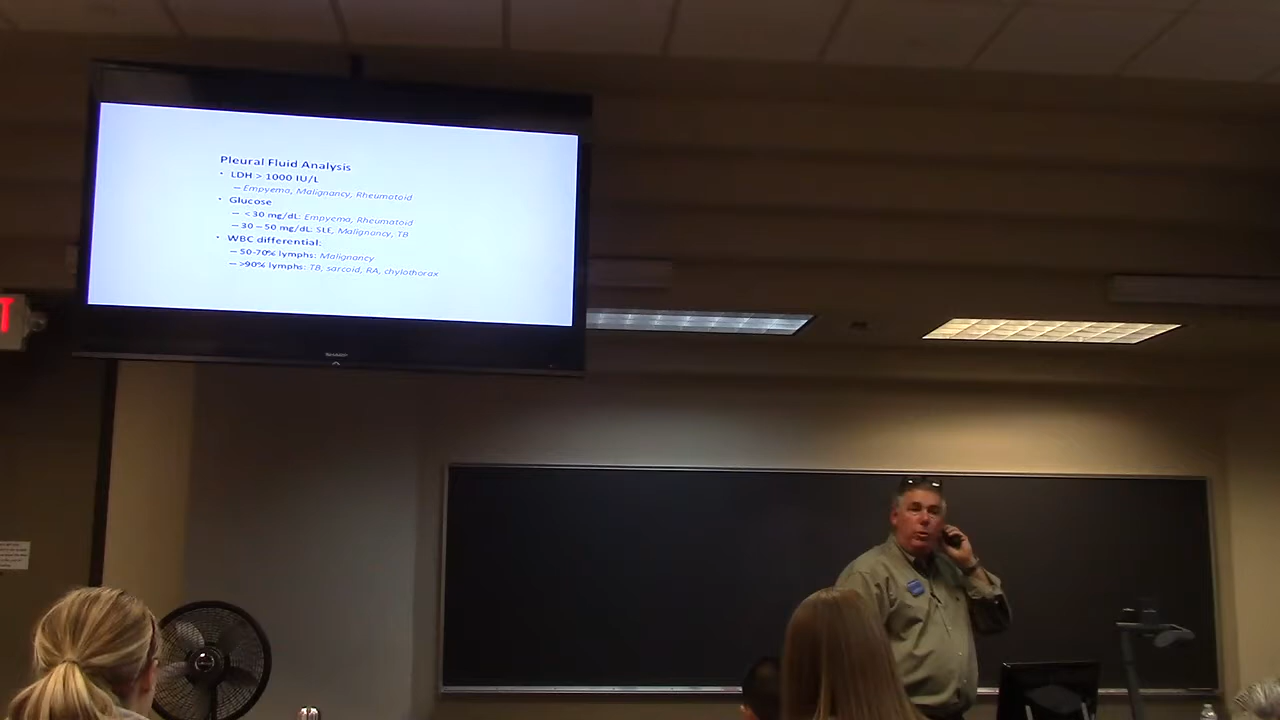 Pleural Fluid Analysis
• LDH > 1000 IU/L
– Empyema, Malignancy, Rheumatoid
• Glucose
– <30 mg/dL: Empyema, Rheumatoid
– 30 – 50 mg/dL: SLE, Malignancy, TB
• WBC differential:
– 50-70% lymphs: Malignancy
– >90% lymphs: TB, sarcoid, RA, chylothorax
SHARP
T